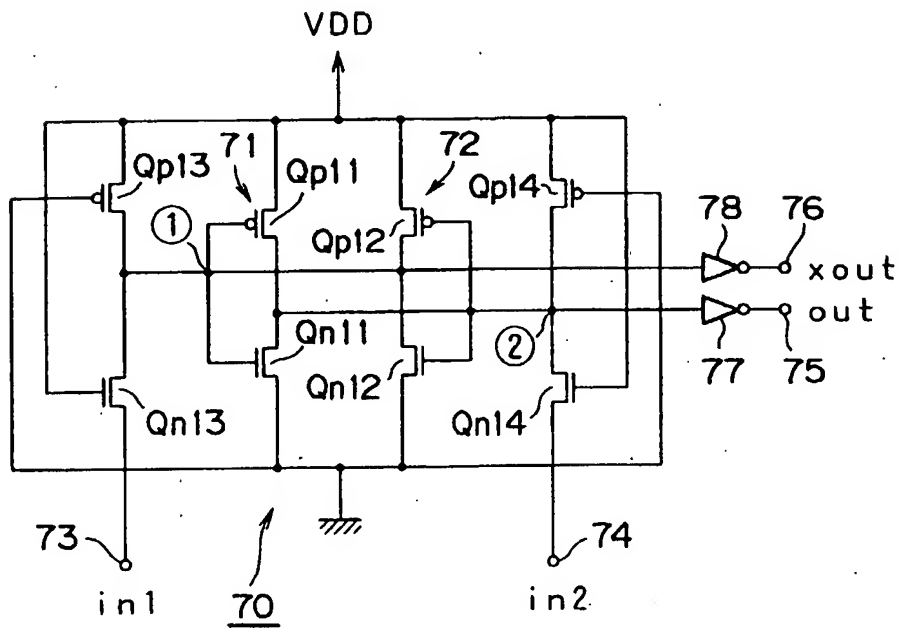 VDD
71
72
Qp13
Qp11
Qp12
Qp14
78
76
①
xout
out
②
Qn11
Qn12
Qn13
Qn14
77
75
73
74
in1
70
in2